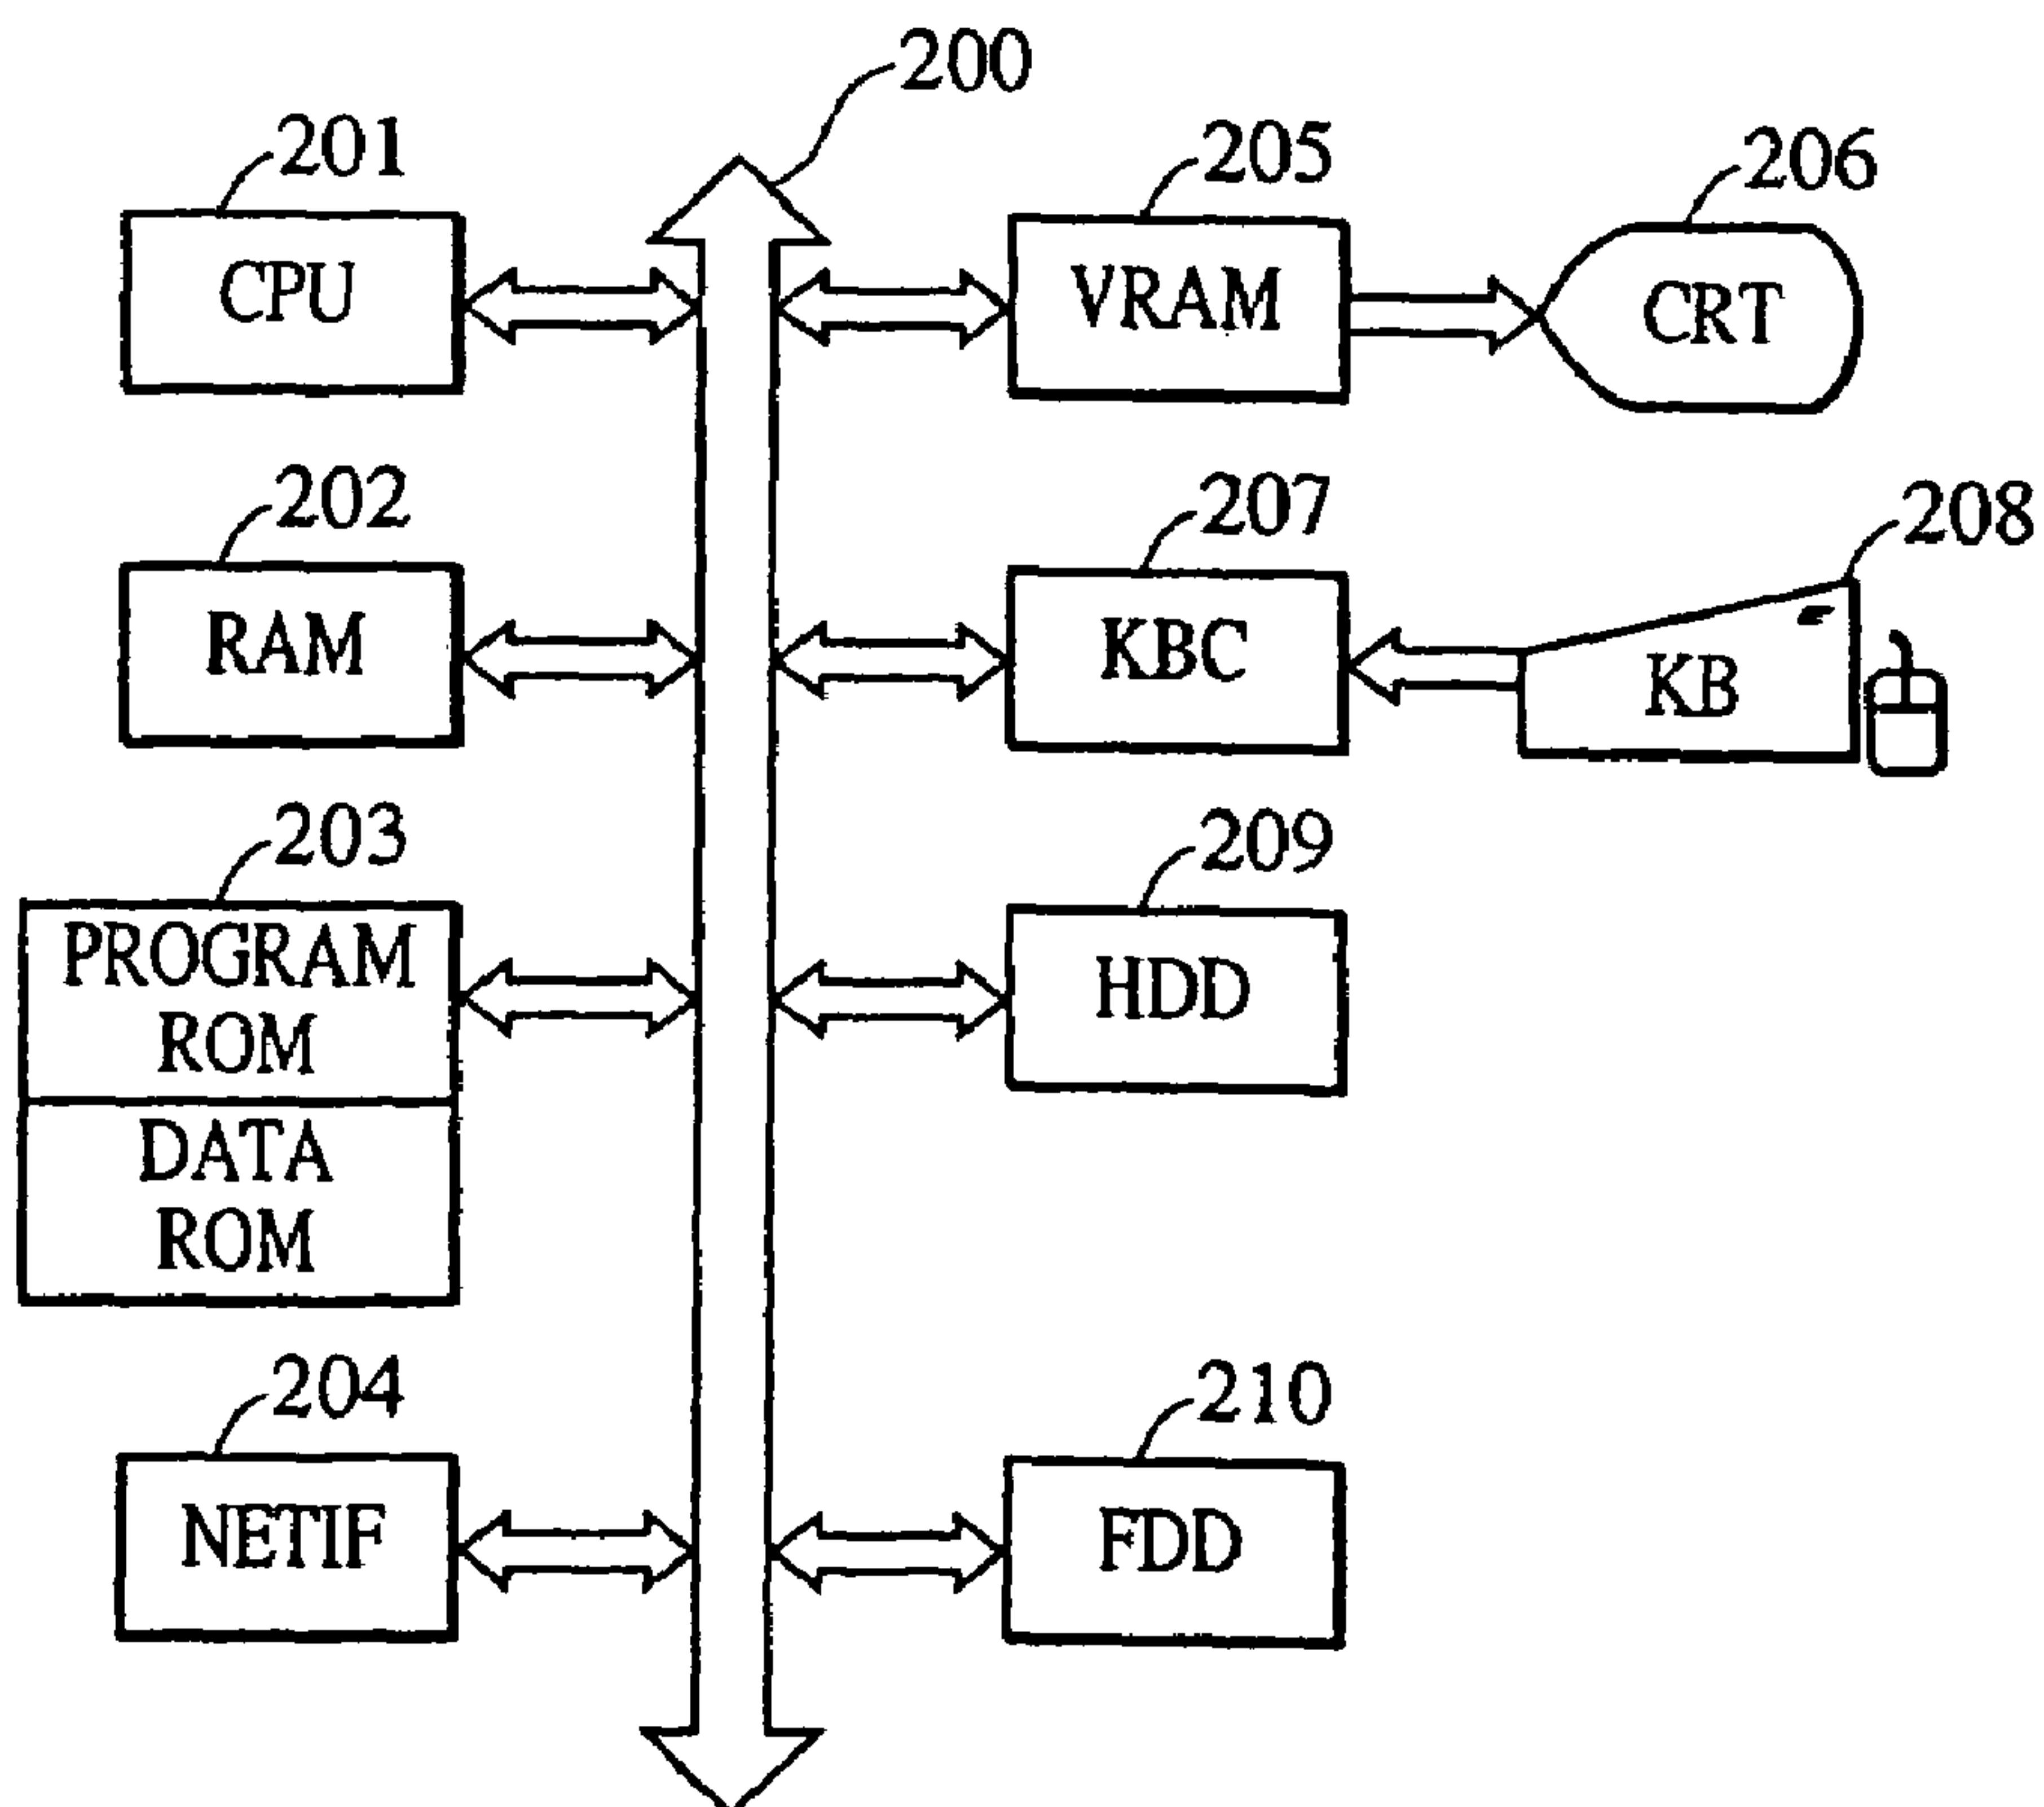 200
201
CPU
205
VRAM
206
CRT
202
RAM
207
KBC
208
KB
203
PROGRAM
ROM
DATA
ROM
209
HDD
204
NETIF
210
FDD